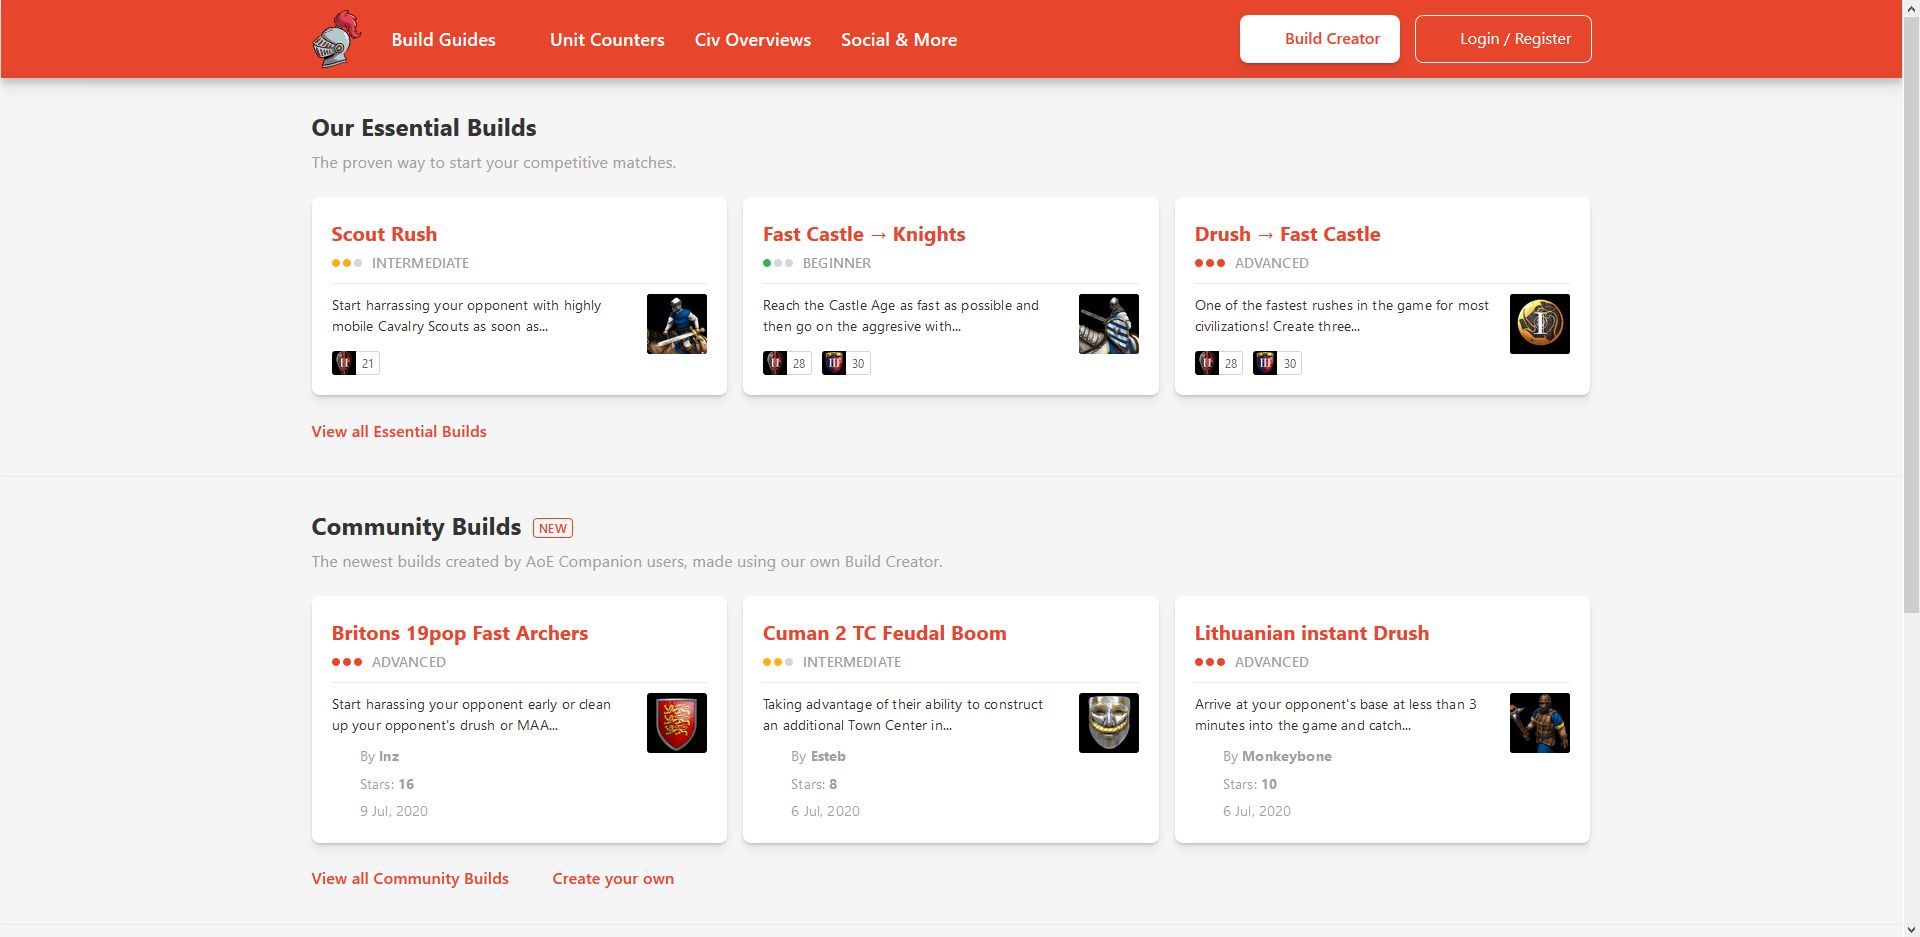 Build Guides Unit Counters Civ Overviews Social & More Build Creator Login / Register
Our Essential Builds
The proven way to start your competitive matches.
Scout Rush
INTERMEDIATE
Start harrassing your opponent with highly
mobile Cavalry Scouts as soon as...
II 21
Fast Castle → Knights
BEGINNER
Reach the Castle Age as fast as possible and
then go on the aggresive with...
II 28 III 30
Drush → Fast Castle
ADVANCED
One of the fastest rushes in the game for most
civilizations! Create three...
I
II 28 III 30
View all Essential Builds
Community Builds NEW
The newest builds created by AoE Companion users, made using our own Build Creator.
Britons 19pop Fast Archers
ADVANCED
Start harassing your opponent early or clean
up your opponent's drush or MAA...
By Inz
Stars: 16
9 Jul, 2020
Cuman 2 TC Feudal Boom
INTERMEDIATE
Taking advantage of their ability to construct
an additional Town Center in...
By Esteb
Stars: 8
6 Jul, 2020
Lithuanian instant Drush
ADVANCED
Arrive at your opponent's base at less than 3
minutes into the game and catch...
By Monkeybone
Stars: 10
6 Jul, 2020
View all Community Builds Create your own